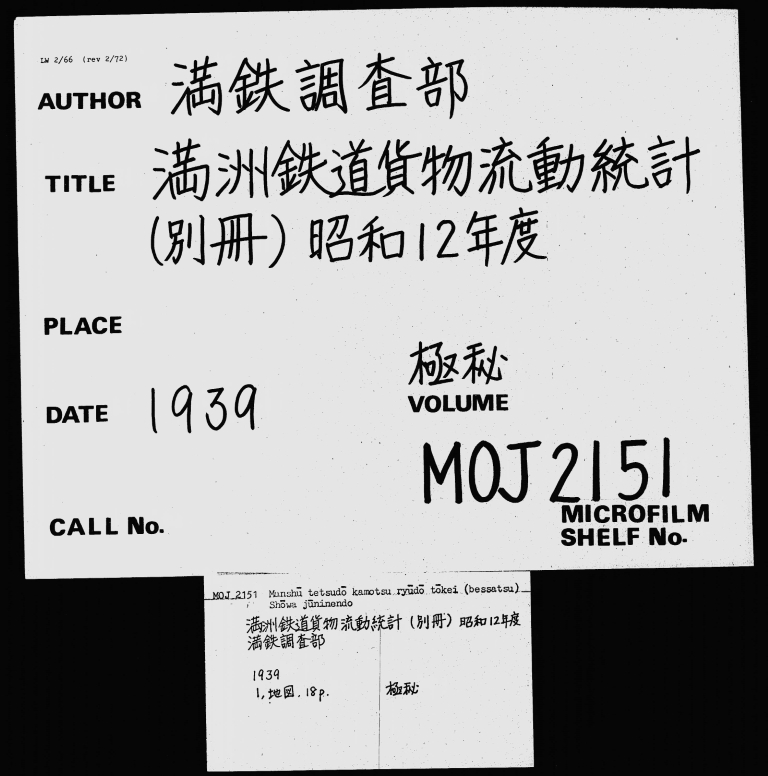 LW 2/66 (rev 2/72)
AUTHOR 満鉄調査部
TITLE 満洲鉄道貨物流動統計
(別冊) 昭和12年度
PLACE
極秘
DATE 1939 VOLUME
MOJ 2151
CALL No. MICROFILM
SHELF No.
MOJ 2151 Manshū tetsudō kamotsu ryūdō tōkei (bessatsu)
Shōwa jūninendo
満洲鉄道貨物流動統計 (別冊) 昭和12年度
満鉄調査部
1939
1, 地図, 18p. 極秘